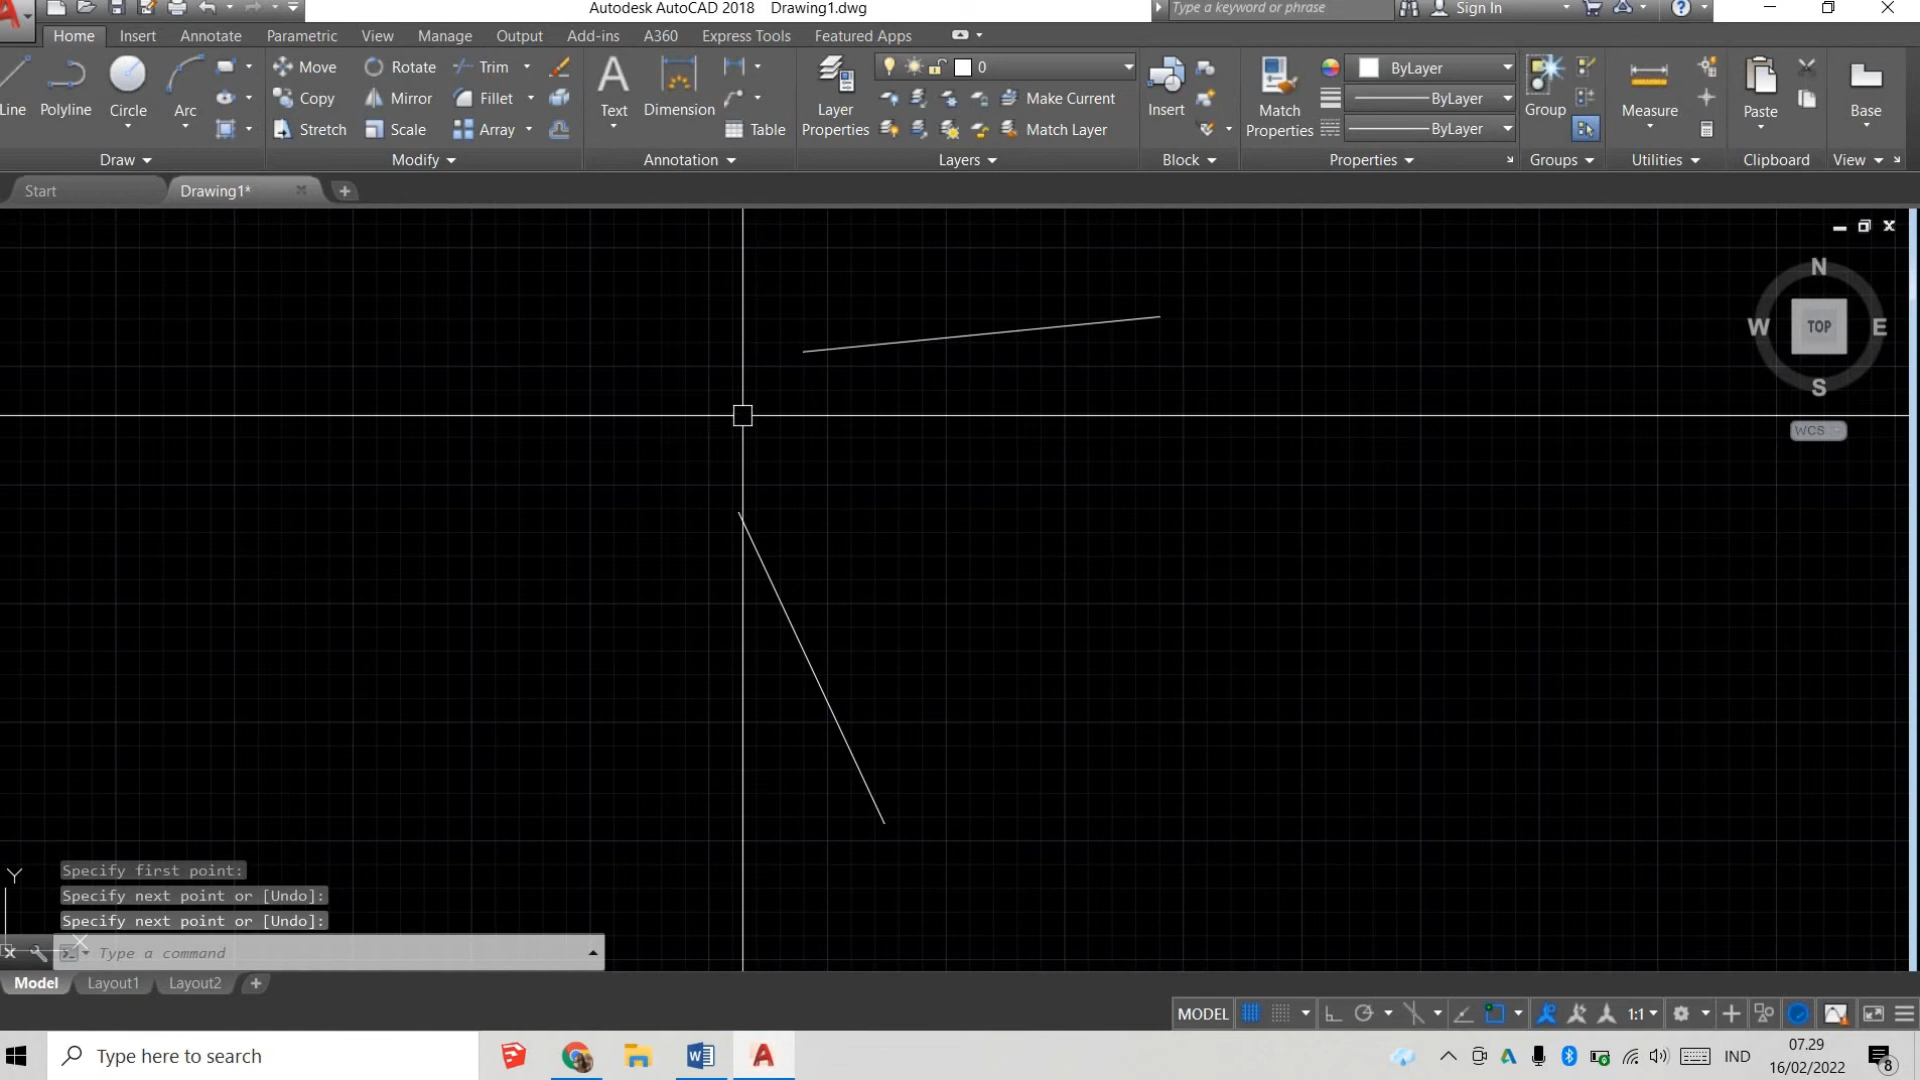 Autodesk AutoCAD 2018 Drawing1.dwg
Type a keyword or phrase
Sign In
Home Insert Annotate Parametric View Manage Output Add-ins A360 Express Tools Featured Apps
Line Polyline Circle Arc
Move Rotate Trim
Copy Mirror Fillet
Stretch Scale Array
Text Dimension
Table
Layer Properties
0
Make Current
Match Layer
Insert
Match Properties
ByLayer
ByLayer
ByLayer
Group
Measure
Paste
Base
Draw Modify Annotation Layers Block Properties Groups Utilities Clipboard View
Start Drawing1*
N
W TOP E
S
WCS
Y
Specify first point:
Specify next point or [Undo]:
Specify next point or [Undo]:
X
Type a command
Model Layout1 Layout2
MODEL 1:1
Type here to search
IND
07.29
16/02/2022
8